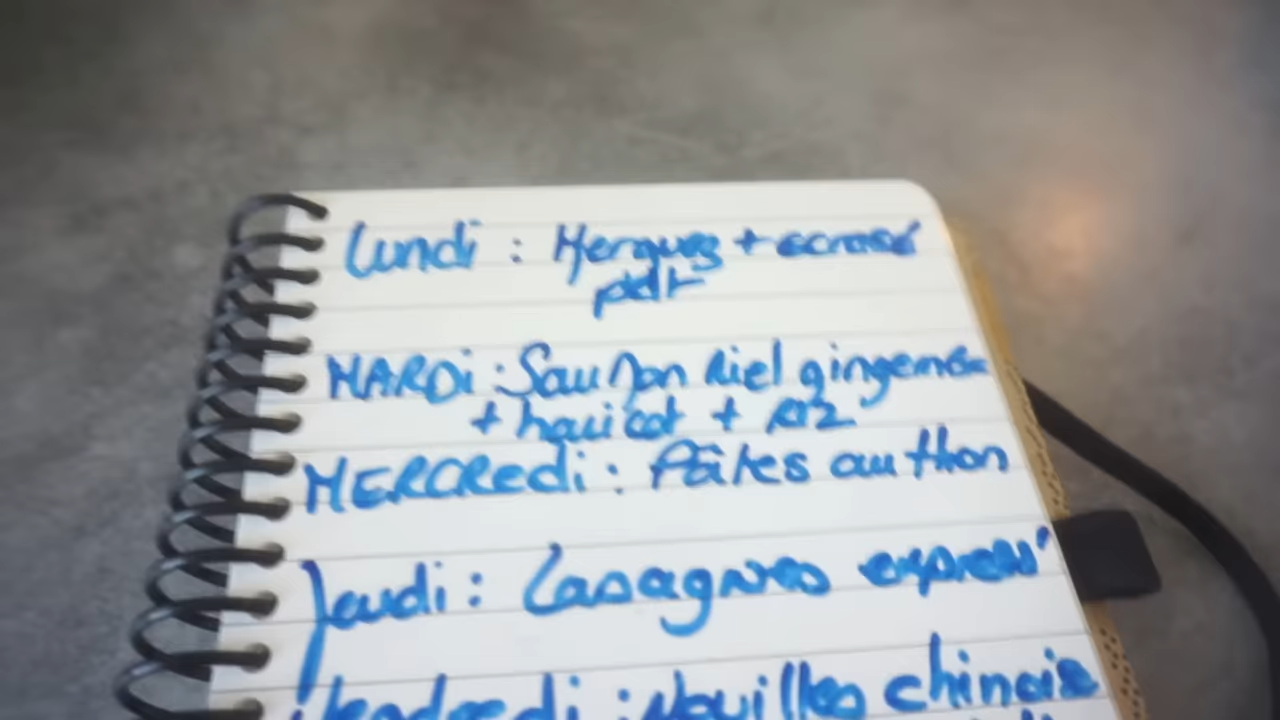 Lundi : Merguez + écrasé
pdt
MARDi : Saumon Miel gingembre
+ haricot + RIZ
MERCREdi : Pâtes au thon
Jeudi : Lasagnes express
Vendredi : Nouilles chinoise